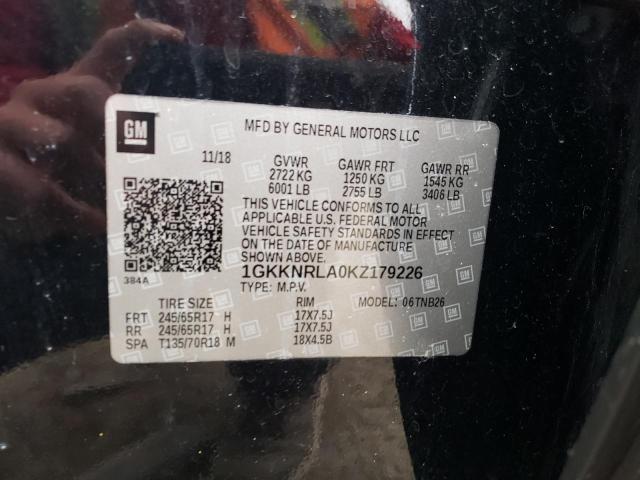 GM
MFD BY GENERAL MOTORS LLC
11/18 GVWR GAWR FRT GAWR RR
2722 KG 1250 KG 1545 KG
6001 LB 2755 LB 3406 LB
THIS VEHICLE CONFORMS TO ALL
APPLICABLE U.S. FEDERAL MOTOR
VEHICLE SAFETY STANDARDS IN EFFECT
ON THE DATE OF MANUFACTURE
SHOWN ABOVE.
384A
1GKKNRLA0KZ179226
TYPE: M.P.V.
TIRE SIZE RIM MODEL: 06TNB26
FRT 245/65R17 H 17X7.5J
RR 245/65R17 H 17X7.5J
SPA T135/70R18 M 18X4.5B